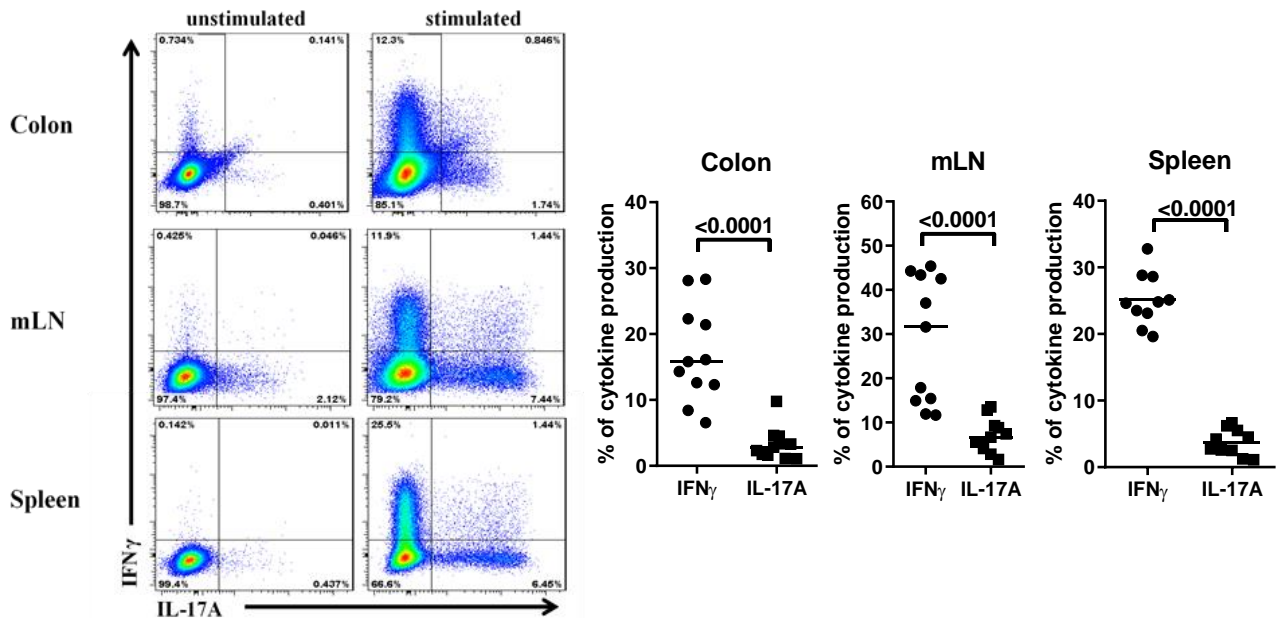 unstimulated stimulated
0.734% 0.141% 12.3% 0.846%
Colon
98.7% 0.401% 85.1% 1.74%
0.425% 0.046% 11.9% 1.44%
mLN
97.4% 2.12% 79.2% 7.44%
0.142% 0.011% 25.5% 1.44%
Spleen
99.4% 0.437% 66.6% 6.45%
IFNγ
IL-17A
Colon
% of cytokine production
40
30
20
10
0
<0.0001
IFNγ IL-17A
mLN
% of cytokine production
60
50
40
30
20
10
0
<0.0001
IFNγ IL-17A
Spleen
% of cytokine production
40
30
20
10
0
<0.0001
IFNγ IL-17A